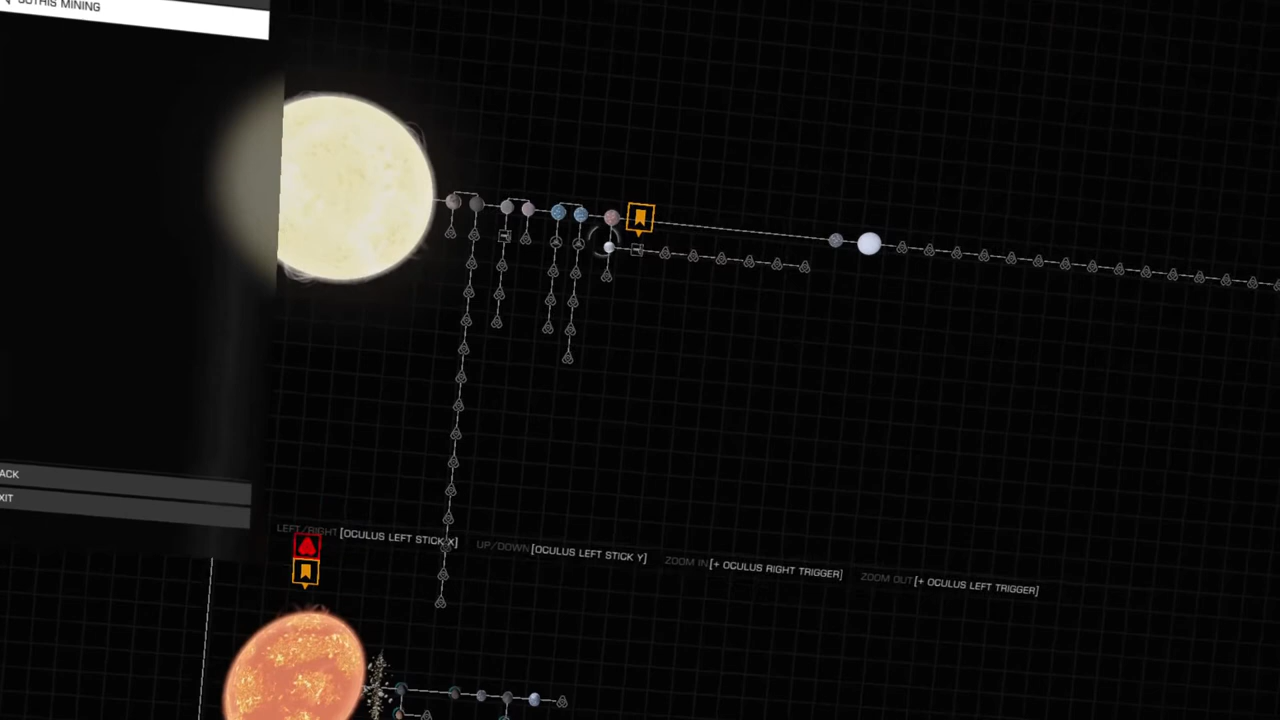 MINING
LEFT/RIGHT [OCULUS LEFT STICK X] UP/DOWN [OCULUS LEFT STICK Y] ZOOM IN [+ OCULUS RIGHT TRIGGER] ZOOM OUT [+ OCULUS LEFT TRIGGER]